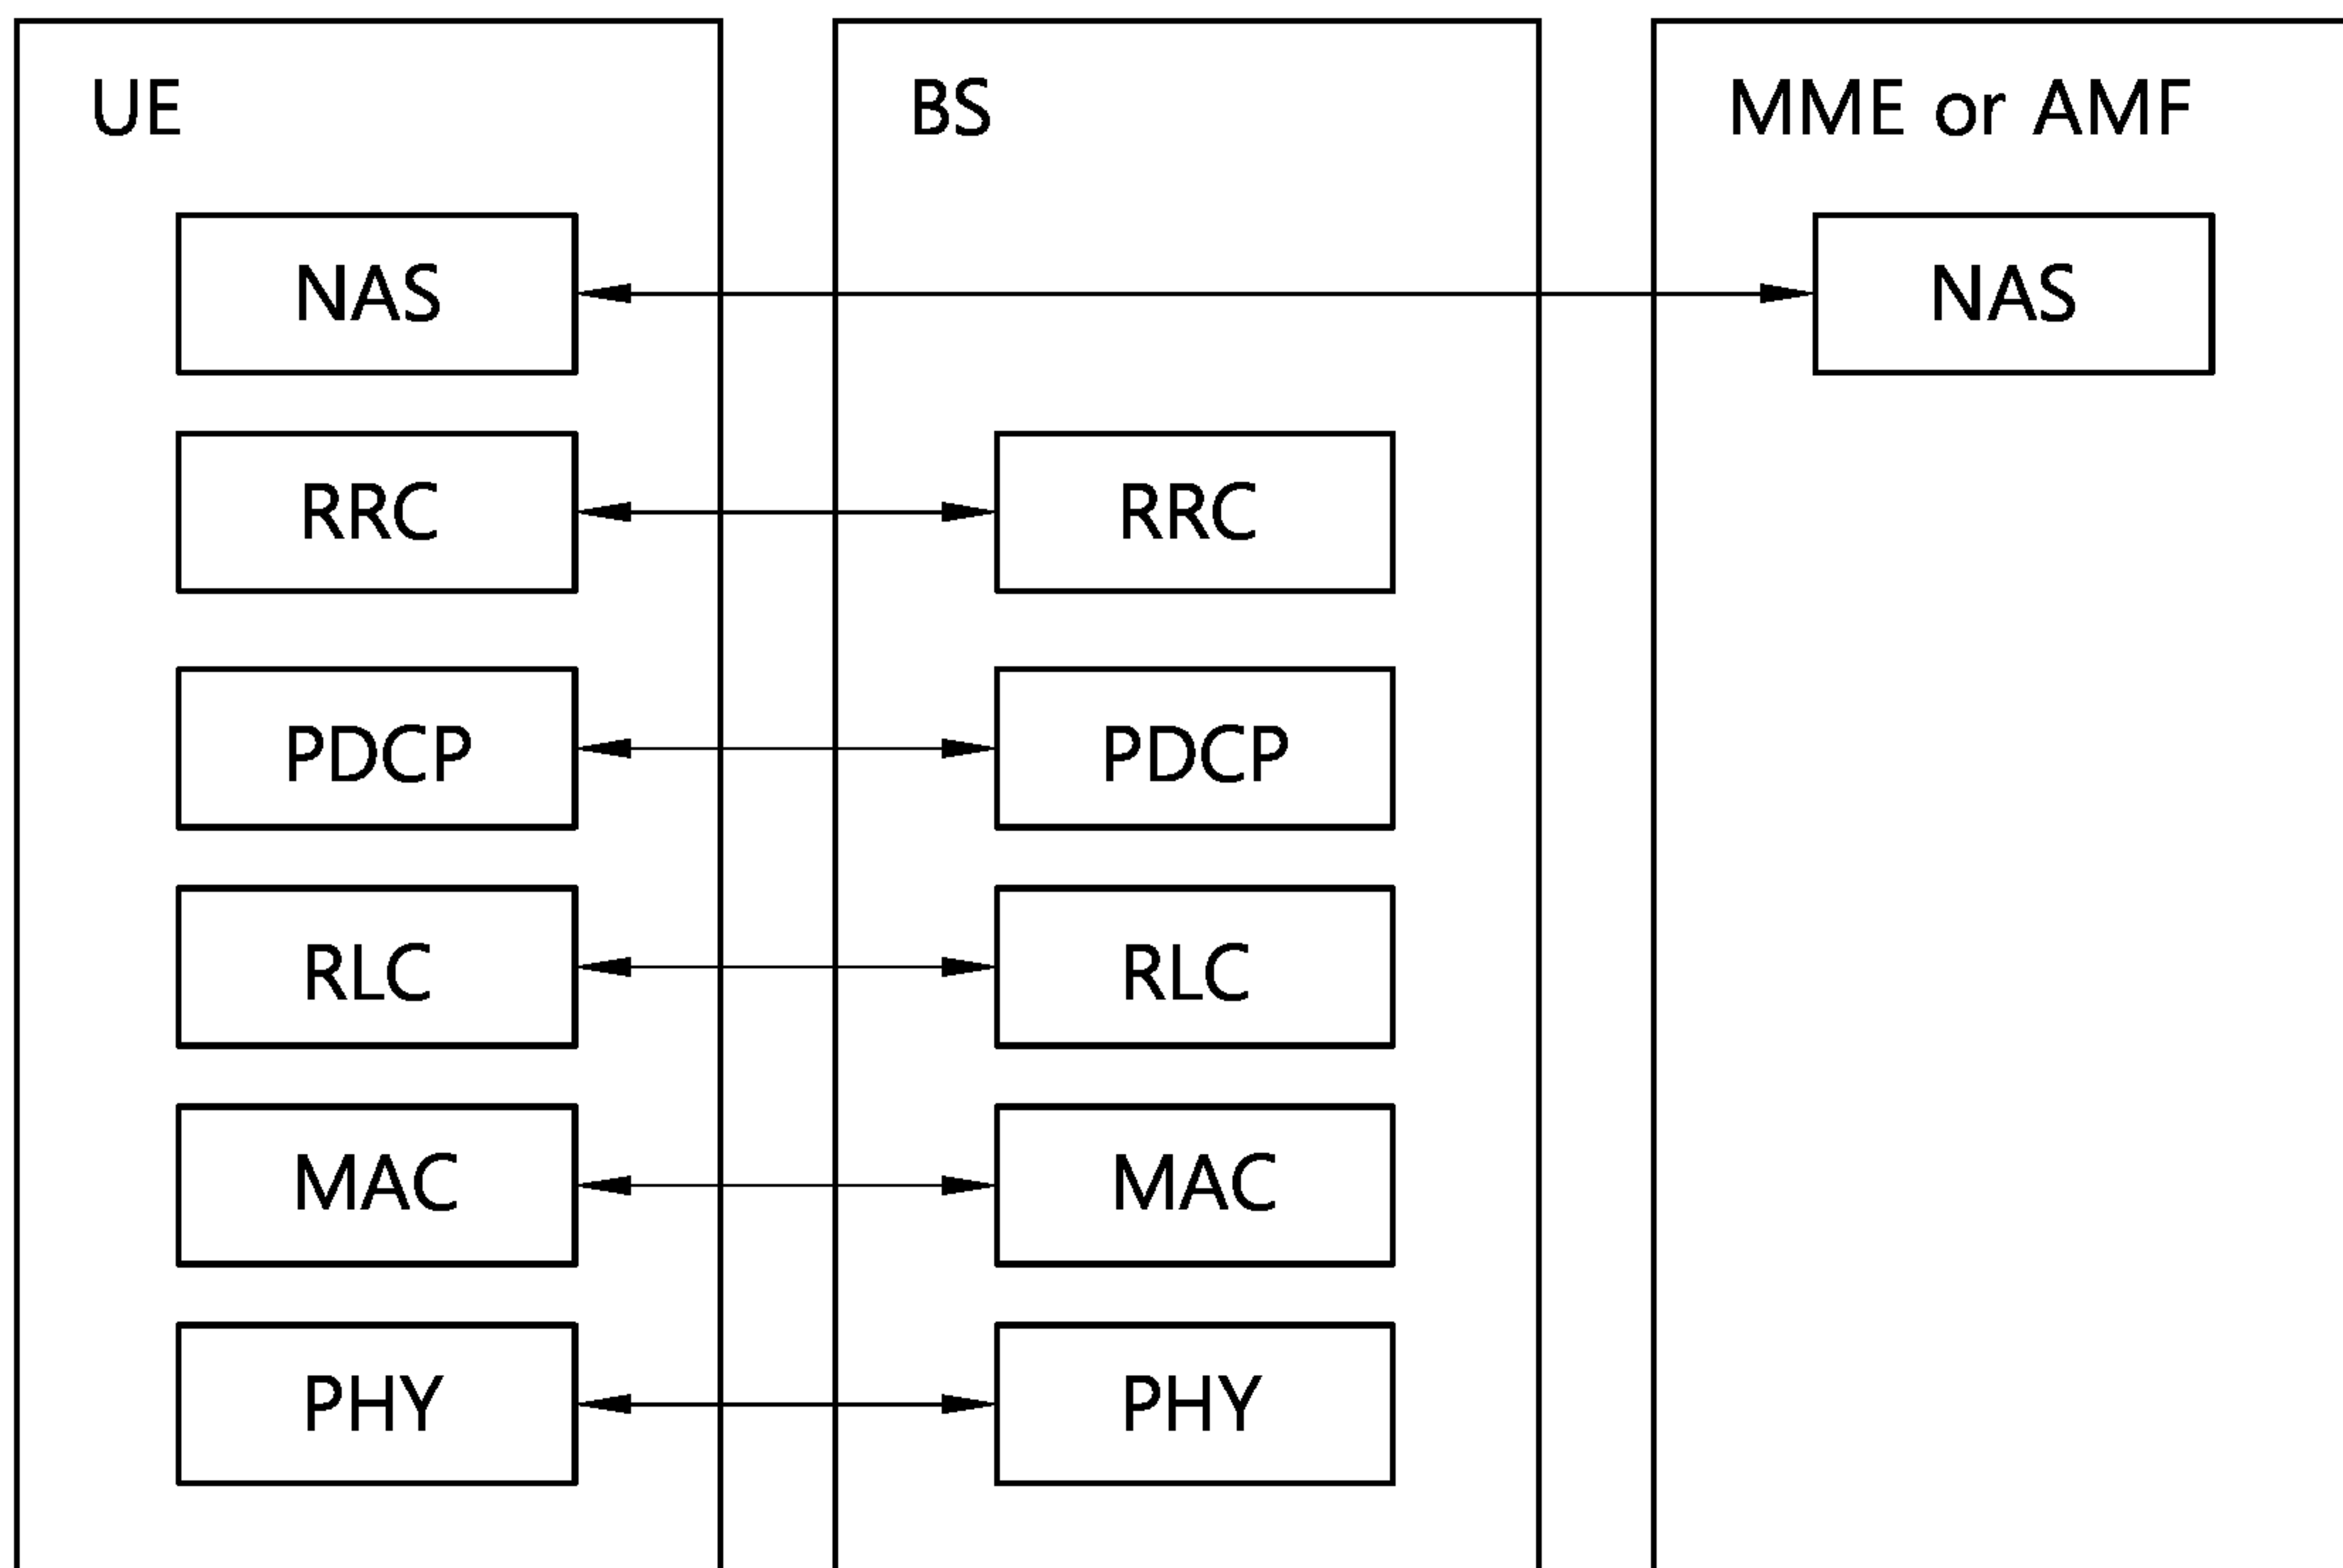 UE
BS
MME or AMF
NAS
NAS
RRC
RRC
PDCP
PDCP
RLC
RLC
MAC
MAC
PHY
PHY